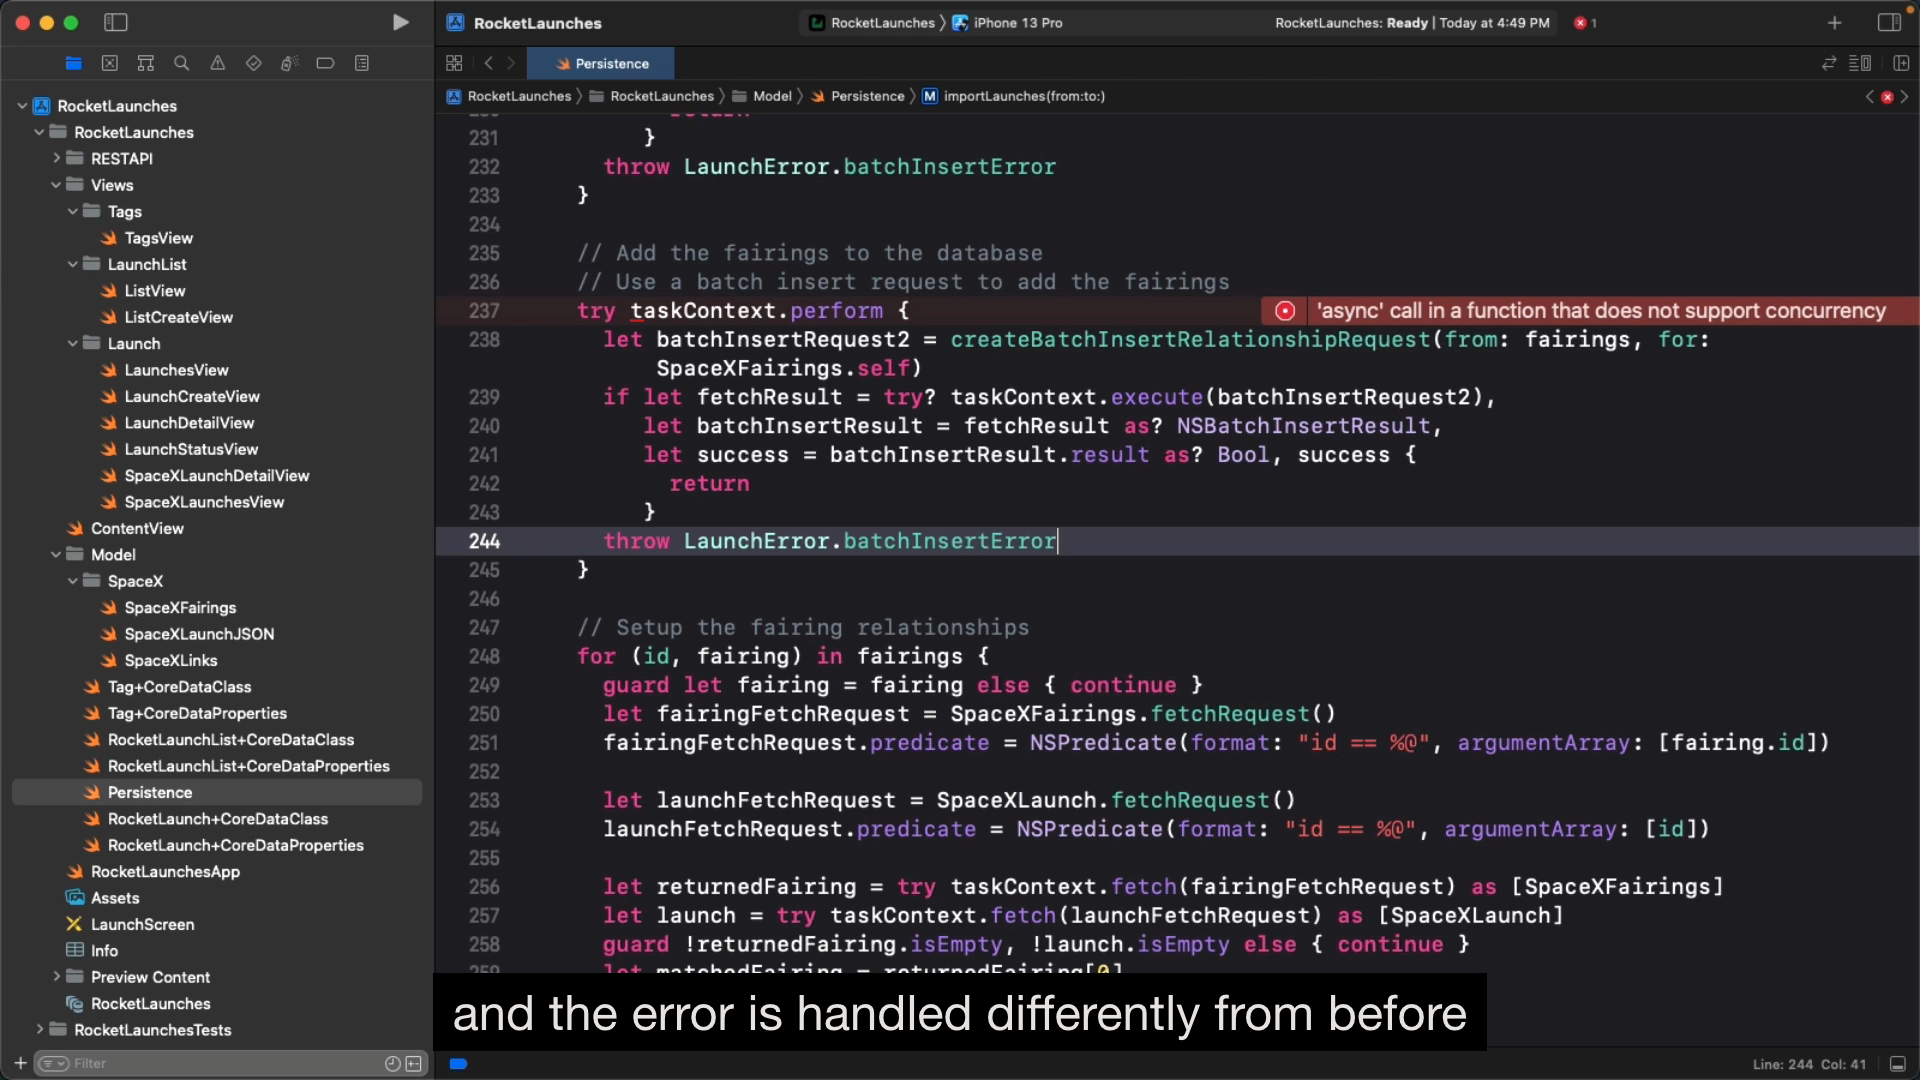 RocketLaunches
RocketLaunches
iPhone 13 Pro
RocketLaunches: Ready | Today at 4:49 PM
1
Persistence
RocketLaunches
RocketLaunches
Model
Persistence
M
importLaunches(from:to:)
RocketLaunches
RocketLaunches
RESTAPI
Views
Tags
TagsView
LaunchList
ListView
ListCreateView
Launch
LaunchesView
LaunchCreateView
LaunchDetailView
LaunchStatusView
SpaceXLaunchDetailView
SpaceXLaunchesView
ContentView
Model
SpaceX
SpaceXFairings
SpaceXLaunchJSON
SpaceXLinks
Tag+CoreDataClass
Tag+CoreDataProperties
RocketLaunchList+CoreDataClass
RocketLaunchList+CoreDataProperties
Persistence
RocketLaunch+CoreDataClass
RocketLaunch+CoreDataProperties
RocketLaunchesApp
Assets
LaunchScreen
Info
Preview Content
RocketLaunches
RocketLaunchesTests
Filter
230 return
231 }
232 throw LaunchError.batchInsertError
233 }
234
235 // Add the fairings to the database
236 // Use a batch insert request to add the fairings
237 try taskContext.perform {
'async' call in a function that does not support concurrency
238 let batchInsertRequest2 = createBatchInsertRelationshipRequest(from: fairings, for:
SpaceXFairings.self)
239 if let fetchResult = try? taskContext.execute(batchInsertRequest2),
240 let batchInsertResult = fetchResult as? NSBatchInsertResult,
241 let success = batchInsertResult.result as? Bool, success {
242 return
243 }
244 throw LaunchError.batchInsertError
245 }
246
247 // Setup the fairing relationships
248 for (id, fairing) in fairings {
249 guard let fairing = fairing else { continue }
250 let fairingFetchRequest = SpaceXFairings.fetchRequest()
251 fairingFetchRequest.predicate = NSPredicate(format: "id == %@", argumentArray: [fairing.id])
252
253 let launchFetchRequest = SpaceXLaunch.fetchRequest()
254 launchFetchRequest.predicate = NSPredicate(format: "id == %@", argumentArray: [id])
255
256 let returnedFairing = try taskContext.fetch(fairingFetchRequest) as [SpaceXFairings]
257 let launch = try taskContext.fetch(launchFetchRequest) as [SpaceXLaunch]
258 guard !returnedFairing.isEmpty, !launch.isEmpty else { continue }
259 let matchedFairing = returnedFairing[0]
and the error is handled differently from before
Line: 244 Col: 41